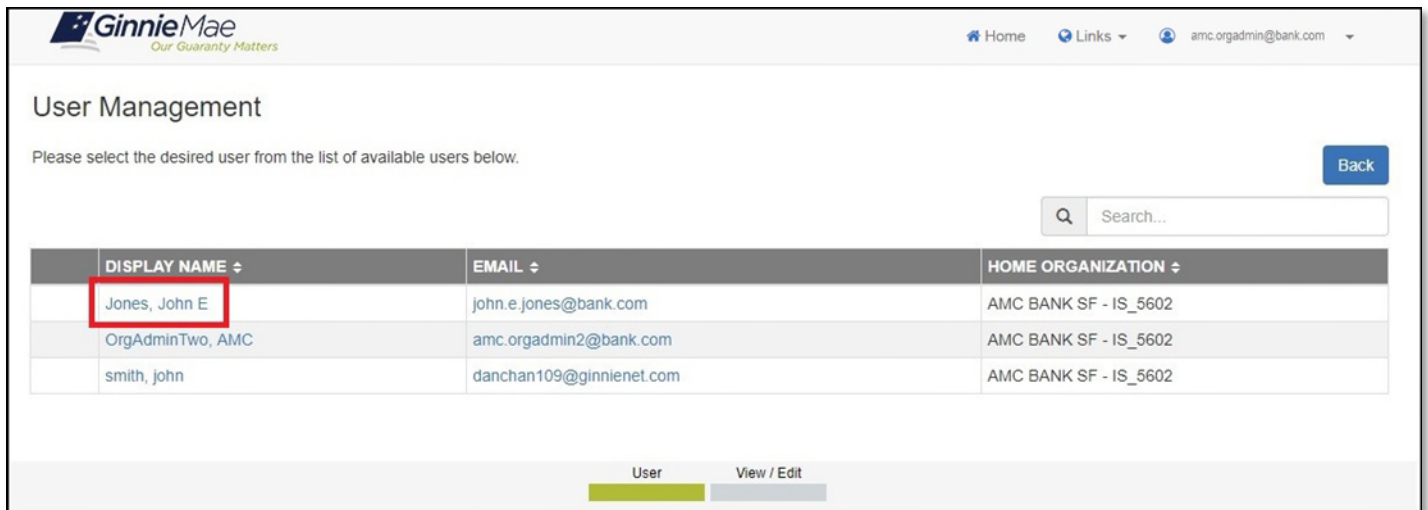 GinnieMae
Our Guaranty Matters
Home Links amc.orgadmin@bank.com
User Management
Please select the desired user from the list of available users below.
Back
Search...
DISPLAY NAME EMAIL HOME ORGANIZATION
Jones, John E john.e.jones@bank.com AMC BANK SF - IS_5602
OrgAdminTwo, AMC amc.orgadmin2@bank.com AMC BANK SF - IS_5602
smith, john danchan109@ginnienet.com AMC BANK SF - IS_5602
User View / Edit